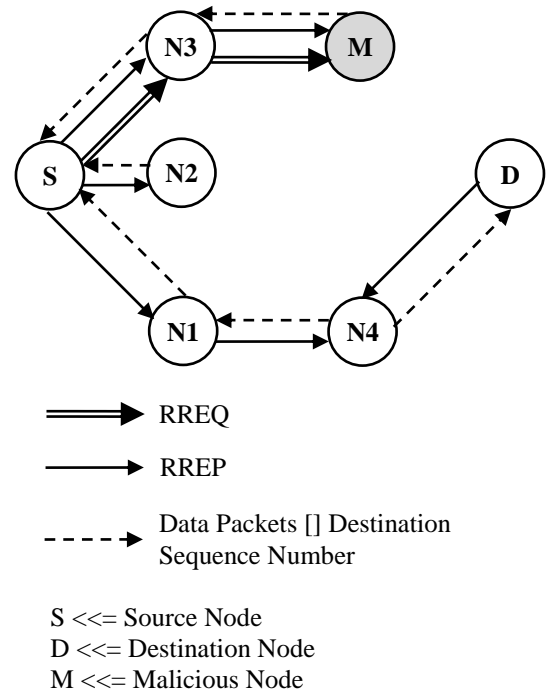 N3 M
S N2 D
N1 N4
RREQ
RREP
Data Packets [] Destination
Sequence Number
S <<= Source Node
D <<= Destination Node
M <<= Malicious Node